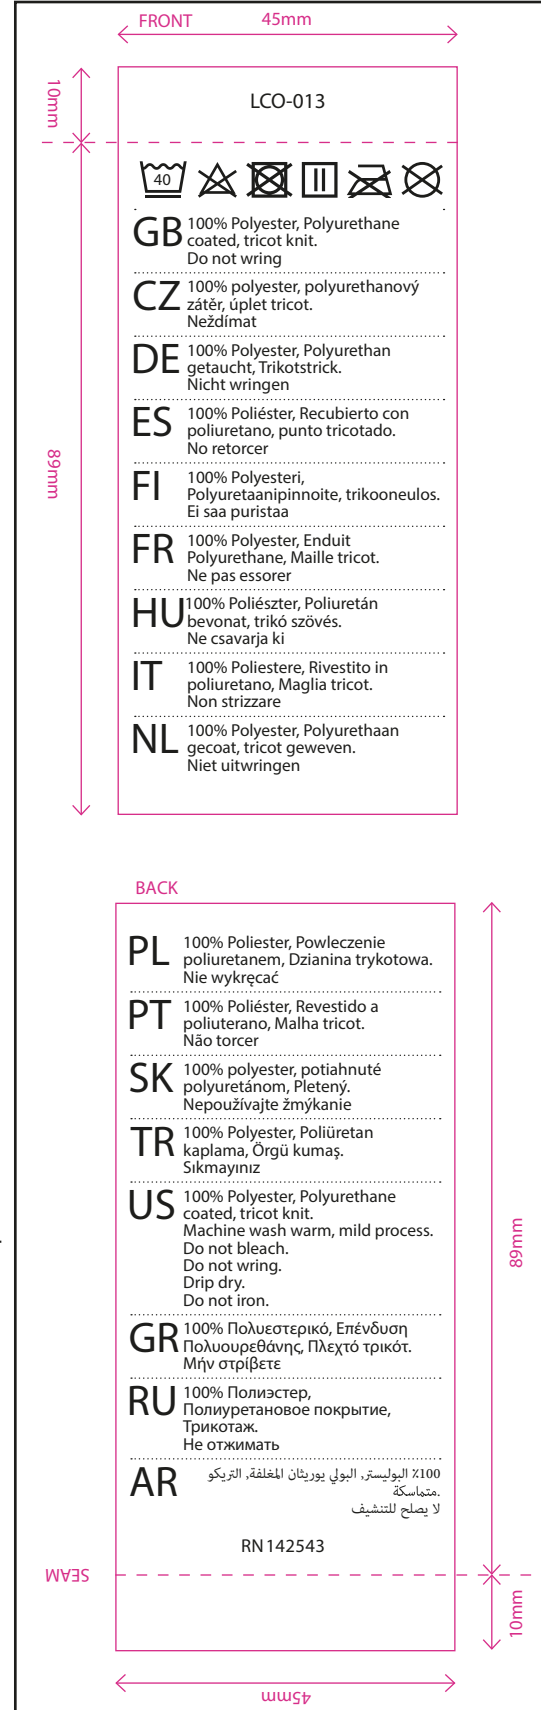 FRONT
45mm
10mm
LCO-013
40
89mm
GB
100% Polyester, Polyurethane
coated, tricot knit.
Do not wring
CZ
100% polyester, polyurethanový
zátěr, úplet tricot.
Neždímat
DE
100% Polyester, Polyurethan
getaucht, Trikotstrick.
Nicht wringen
ES
100% Poliéster, Recubierto con
poliuretano, punto tricotado.
No retorcer
FI
100% Polyesteri,
Polyuretaanipinnoite, trikooneulos.
Ei saa puristaa
FR
100% Polyester, Enduit
Polyurethane, Maille tricot.
Ne pas essorer
HU
100% Poliészter, Poliuretán
bevonat, trikó szövés.
Ne csavarja ki
IT
100% Poliestere, Rivestito in
poliuretano, Maglia tricot.
Non strizzare
NL
100% Polyester, Polyurethaan
gecoat, tricot geweven.
Niet uitwringen
BACK
PL
100% Poliester, Powleczenie
poliuretanem, Dzianina trykotowa.
Nie wykręcać
PT
100% Poliéster, Revestido a
poliuterano, Malha tricot.
Não torcer
SK
100% polyester, potiahnuté
polyuretánom, Pletený.
Nepoužívajte žmýkanie
TR
100% Polyester, Poliüretan
kaplama, Örgü kumaş.
Sıkmayınız
US
100% Polyester, Polyurethane
coated, tricot knit.
Machine wash warm, mild process.
Do not bleach.
Do not wring.
Drip dry.
Do not iron.
89mm
GR
100% Πολυεστερικό, Επένδυση
Πολυουρεθάνης, Πλεχτό τρικότ.
Μήν στρίβετε
RU
100% Полиэстер,
Полиуретановое покрытие,
Трикотаж.
Не отжимать
AR
100٪ البوليستر, البولي يوريثان المغلفة, التريكو
متماسكة.
لا يصلح للتنشيف
RN 142543
SEAM
10mm
45mm